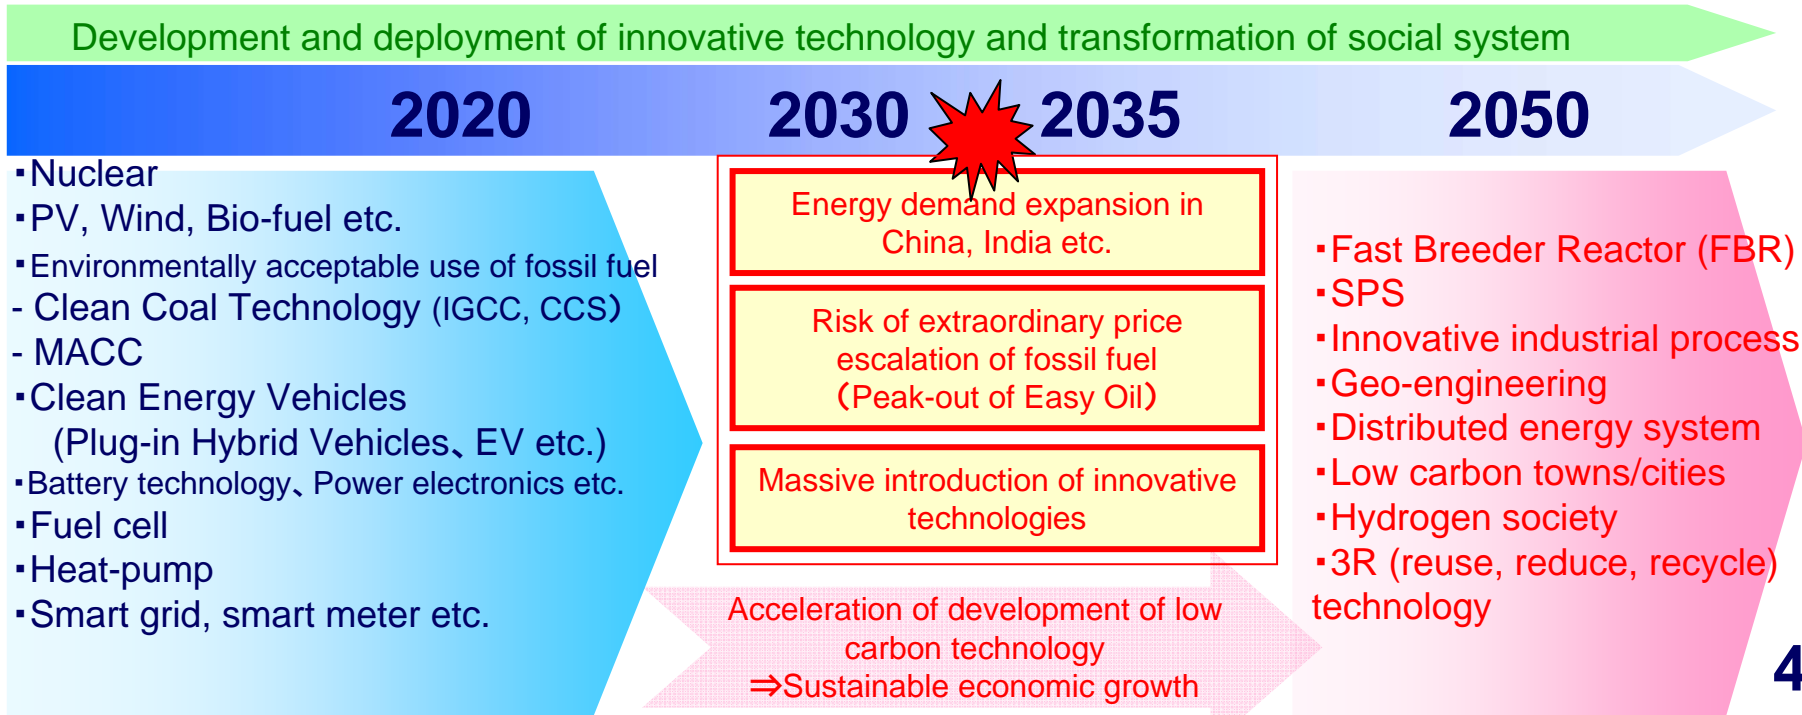 Development and deployment of innovative technology and transformation of social system
2020
2030
2035
2050
▪Nuclear
▪PV, Wind, Bio-fuel etc.
▪Environmentally acceptable use of fossil fuel
- Clean Coal Technology (IGCC, CCS）
- MACC
▪Clean Energy Vehicles
(Plug-in Hybrid Vehicles、EV etc.)
▪Battery technology、Power electronics etc.
▪Fuel cell
▪Heat-pump
▪Smart grid, smart meter etc.
Energy demand expansion in
China, India etc.
Risk of extraordinary price
escalation of fossil fuel
（Peak-out of Easy Oil）
Massive introduction of innovative
technologies
Acceleration of development of low
carbon technology
⇒Sustainable economic growth
▪Fast Breeder Reactor (FBR)
▪SPS
▪Innovative industrial process
▪Geo-engineering
▪Distributed energy system
▪Low carbon towns/cities
▪Hydrogen society
▪3R (reuse, reduce, recycle)
technology
4